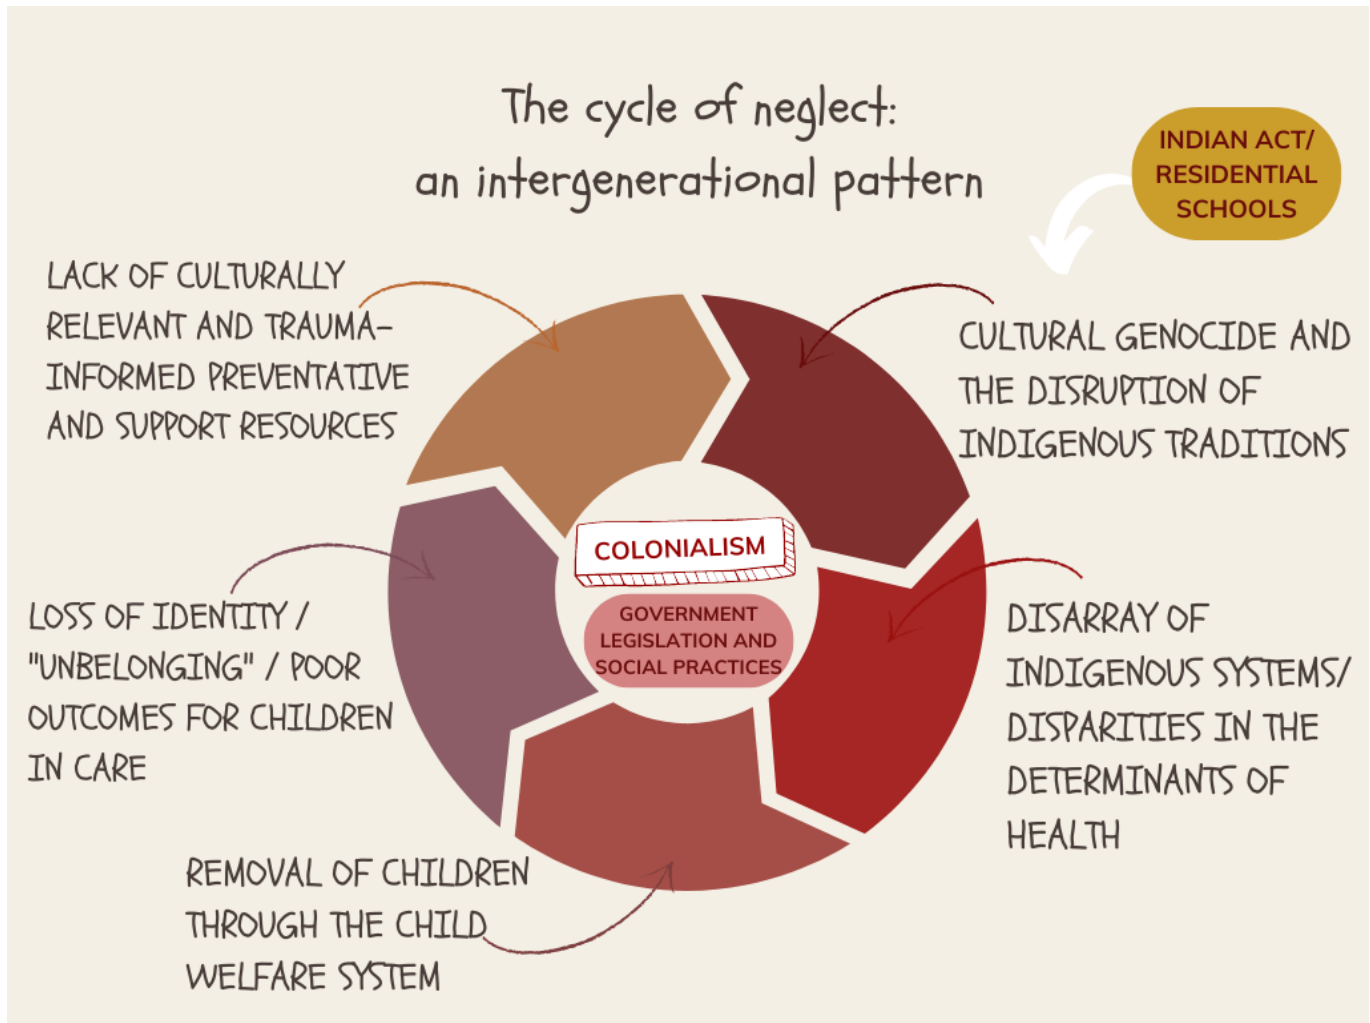 The cycle of neglect:
an intergenerational pattern
INDIAN ACT/
RESIDENTIAL
SCHOOLS
CULTURAL GENOCIDE AND
THE DISRUPTION OF
INDIGENOUS TRADITIONS
DISARRAY OF
INDIGENOUS SYSTEMS/
DISPARITIES IN THE
DETERMINANTS OF
HEALTH
REMOVAL OF CHILDREN
THROUGH THE CHILD
WELFARE SYSTEM
LOSS OF IDENTITY /
"UNBELONGING" / POOR
OUTCOMES FOR CHILDREN
IN CARE
LACK OF CULTURALLY
RELEVANT AND TRAUMA-
INFORMED PREVENTATIVE
AND SUPPORT RESOURCES
COLONIALISM
GOVERNMENT
LEGISLATION AND
SOCIAL PRACTICES